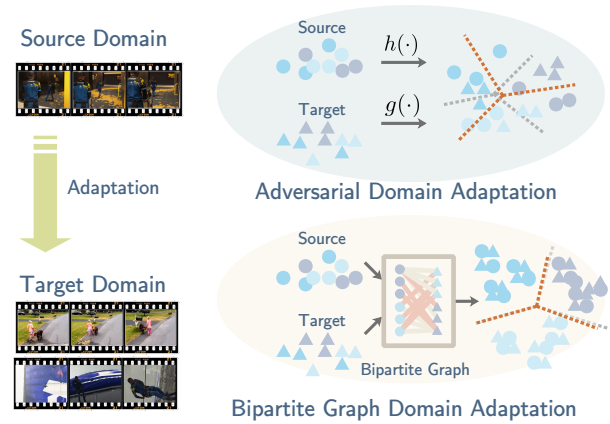 Source Domain
Adaptation
Target Domain
Source
h(·)
Target
g(·)
Adversarial Domain Adaptation
Source
Target
Bipartite Graph
Bipartite Graph Domain Adaptation